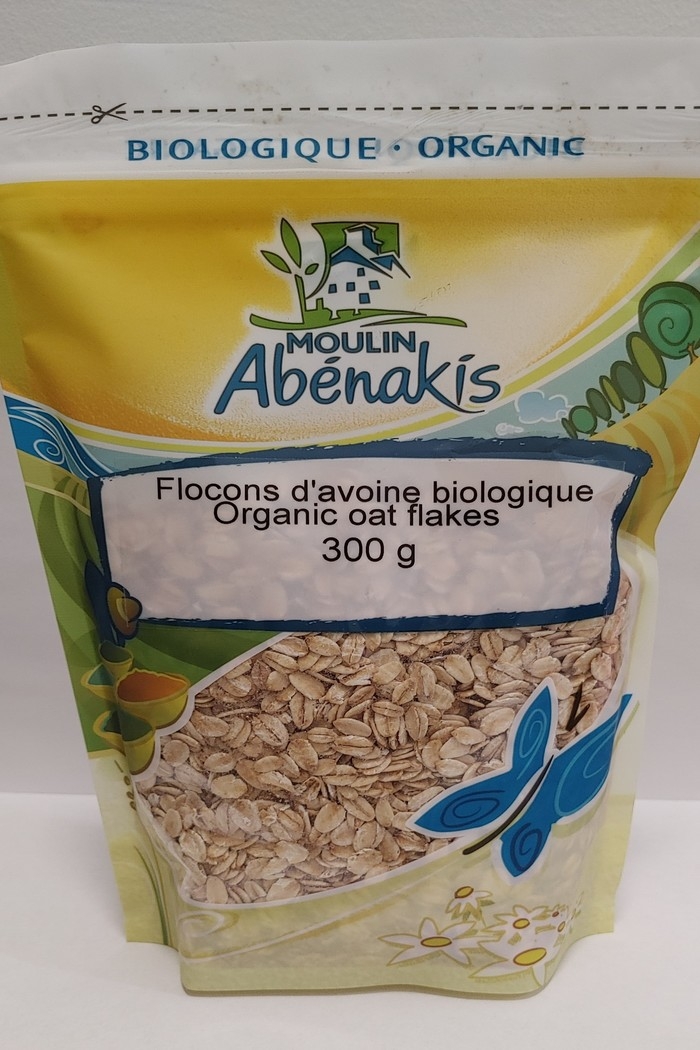 BIOLOGIQUE · ORGANIC
MOULIN
Abénakis
Flocons d'avoine biologique
Organic oat flakes
300 g